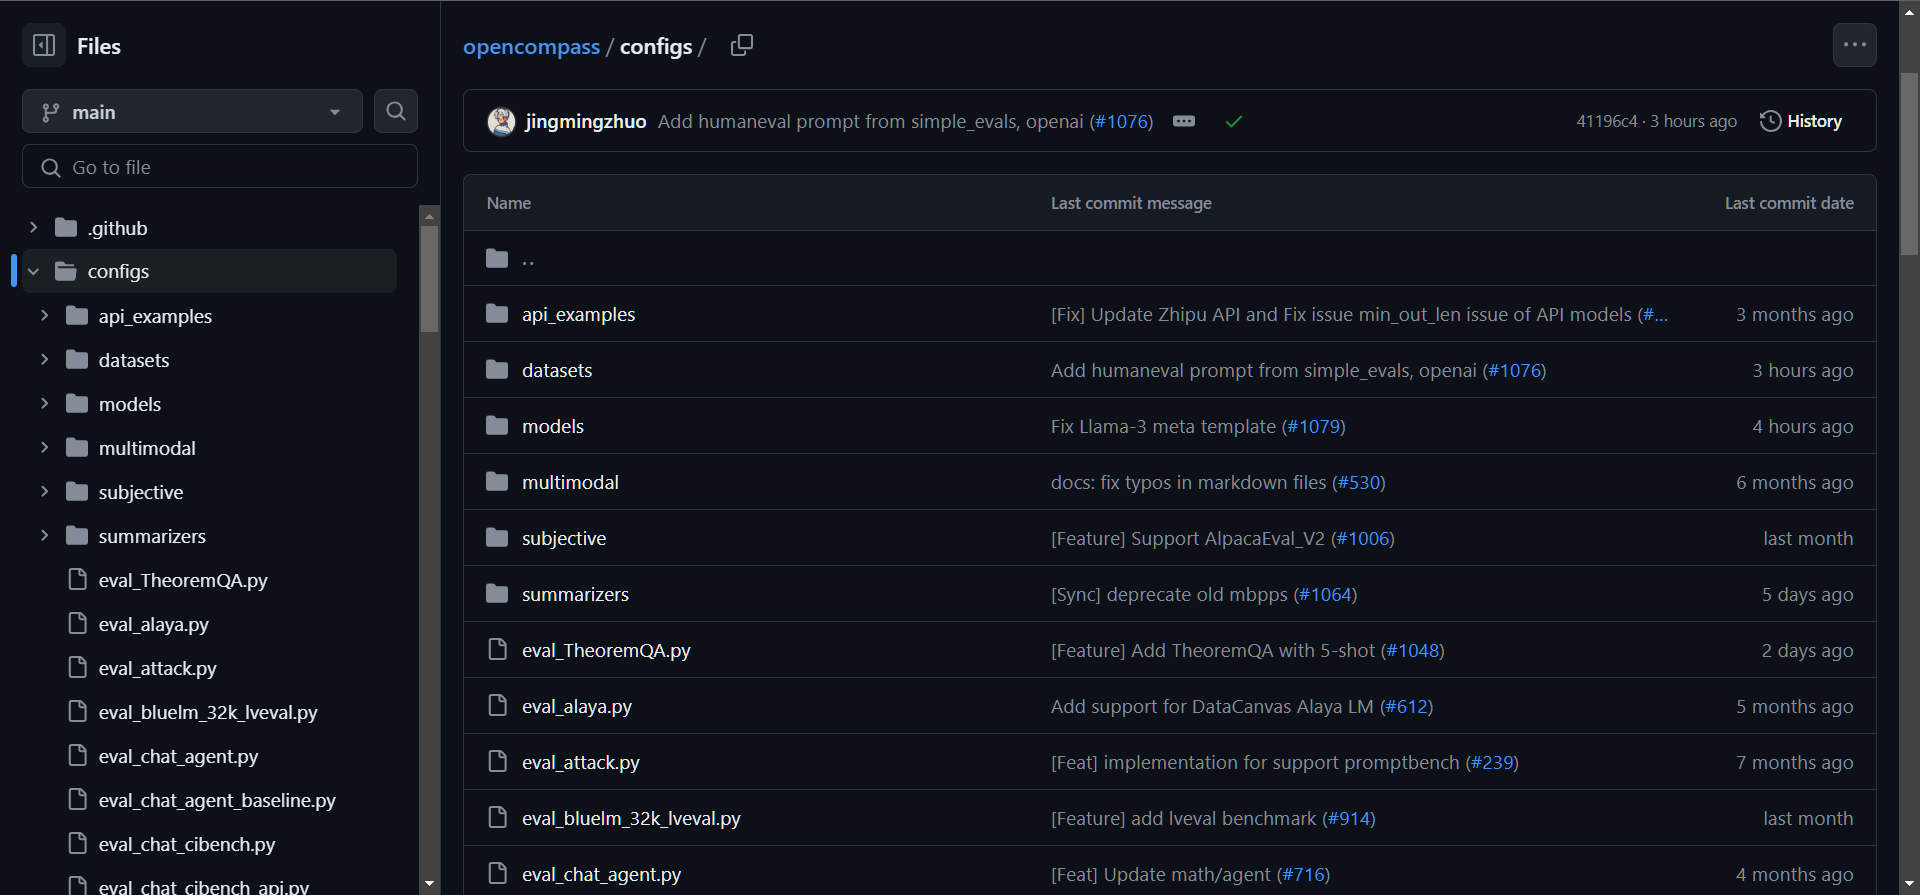 Files
main
Go to file
.github
configs
api_examples
datasets
models
multimodal
subjective
summarizers
eval_TheoremQA.py
eval_alaya.py
eval_attack.py
eval_bluelm_32k_lveval.py
eval_chat_agent.py
eval_chat_agent_baseline.py
eval_chat_cibench.py
eval_chat_cibench_api.py
opencompass / configs /
jingmingzhuo Add humaneval prompt from simple_evals, openai (#1076) 41196c4 · 3 hours ago History
Name Last commit message Last commit date
..
api_examples [Fix] Update Zhipu API and Fix issue min_out_len issue of API models (#... 3 months ago
datasets Add humaneval prompt from simple_evals, openai (#1076) 3 hours ago
models Fix Llama-3 meta template (#1079) 4 hours ago
multimodal docs: fix typos in markdown files (#530) 6 months ago
subjective [Feature] Support AlpacaEval_V2 (#1006) last month
summarizers [Sync] deprecate old mbpps (#1064) 5 days ago
eval_TheoremQA.py [Feature] Add TheoremQA with 5-shot (#1048) 2 days ago
eval_alaya.py Add support for DataCanvas Alaya LM (#612) 5 months ago
eval_attack.py [Feat] implementation for support promptbench (#239) 7 months ago
eval_bluelm_32k_lveval.py [Feature] add lveval benchmark (#914) last month
eval_chat_agent.py [Feat] Update math/agent (#716) 4 months ago